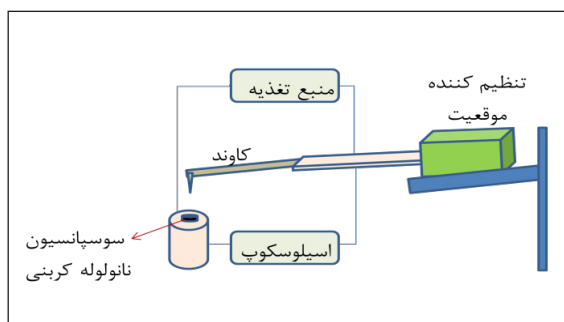 تنظیم کننده
موقعیت
منبع تغذیه
کاوند
سوسپانسیون
نانولوله کربنی
اسیلوسکوپ